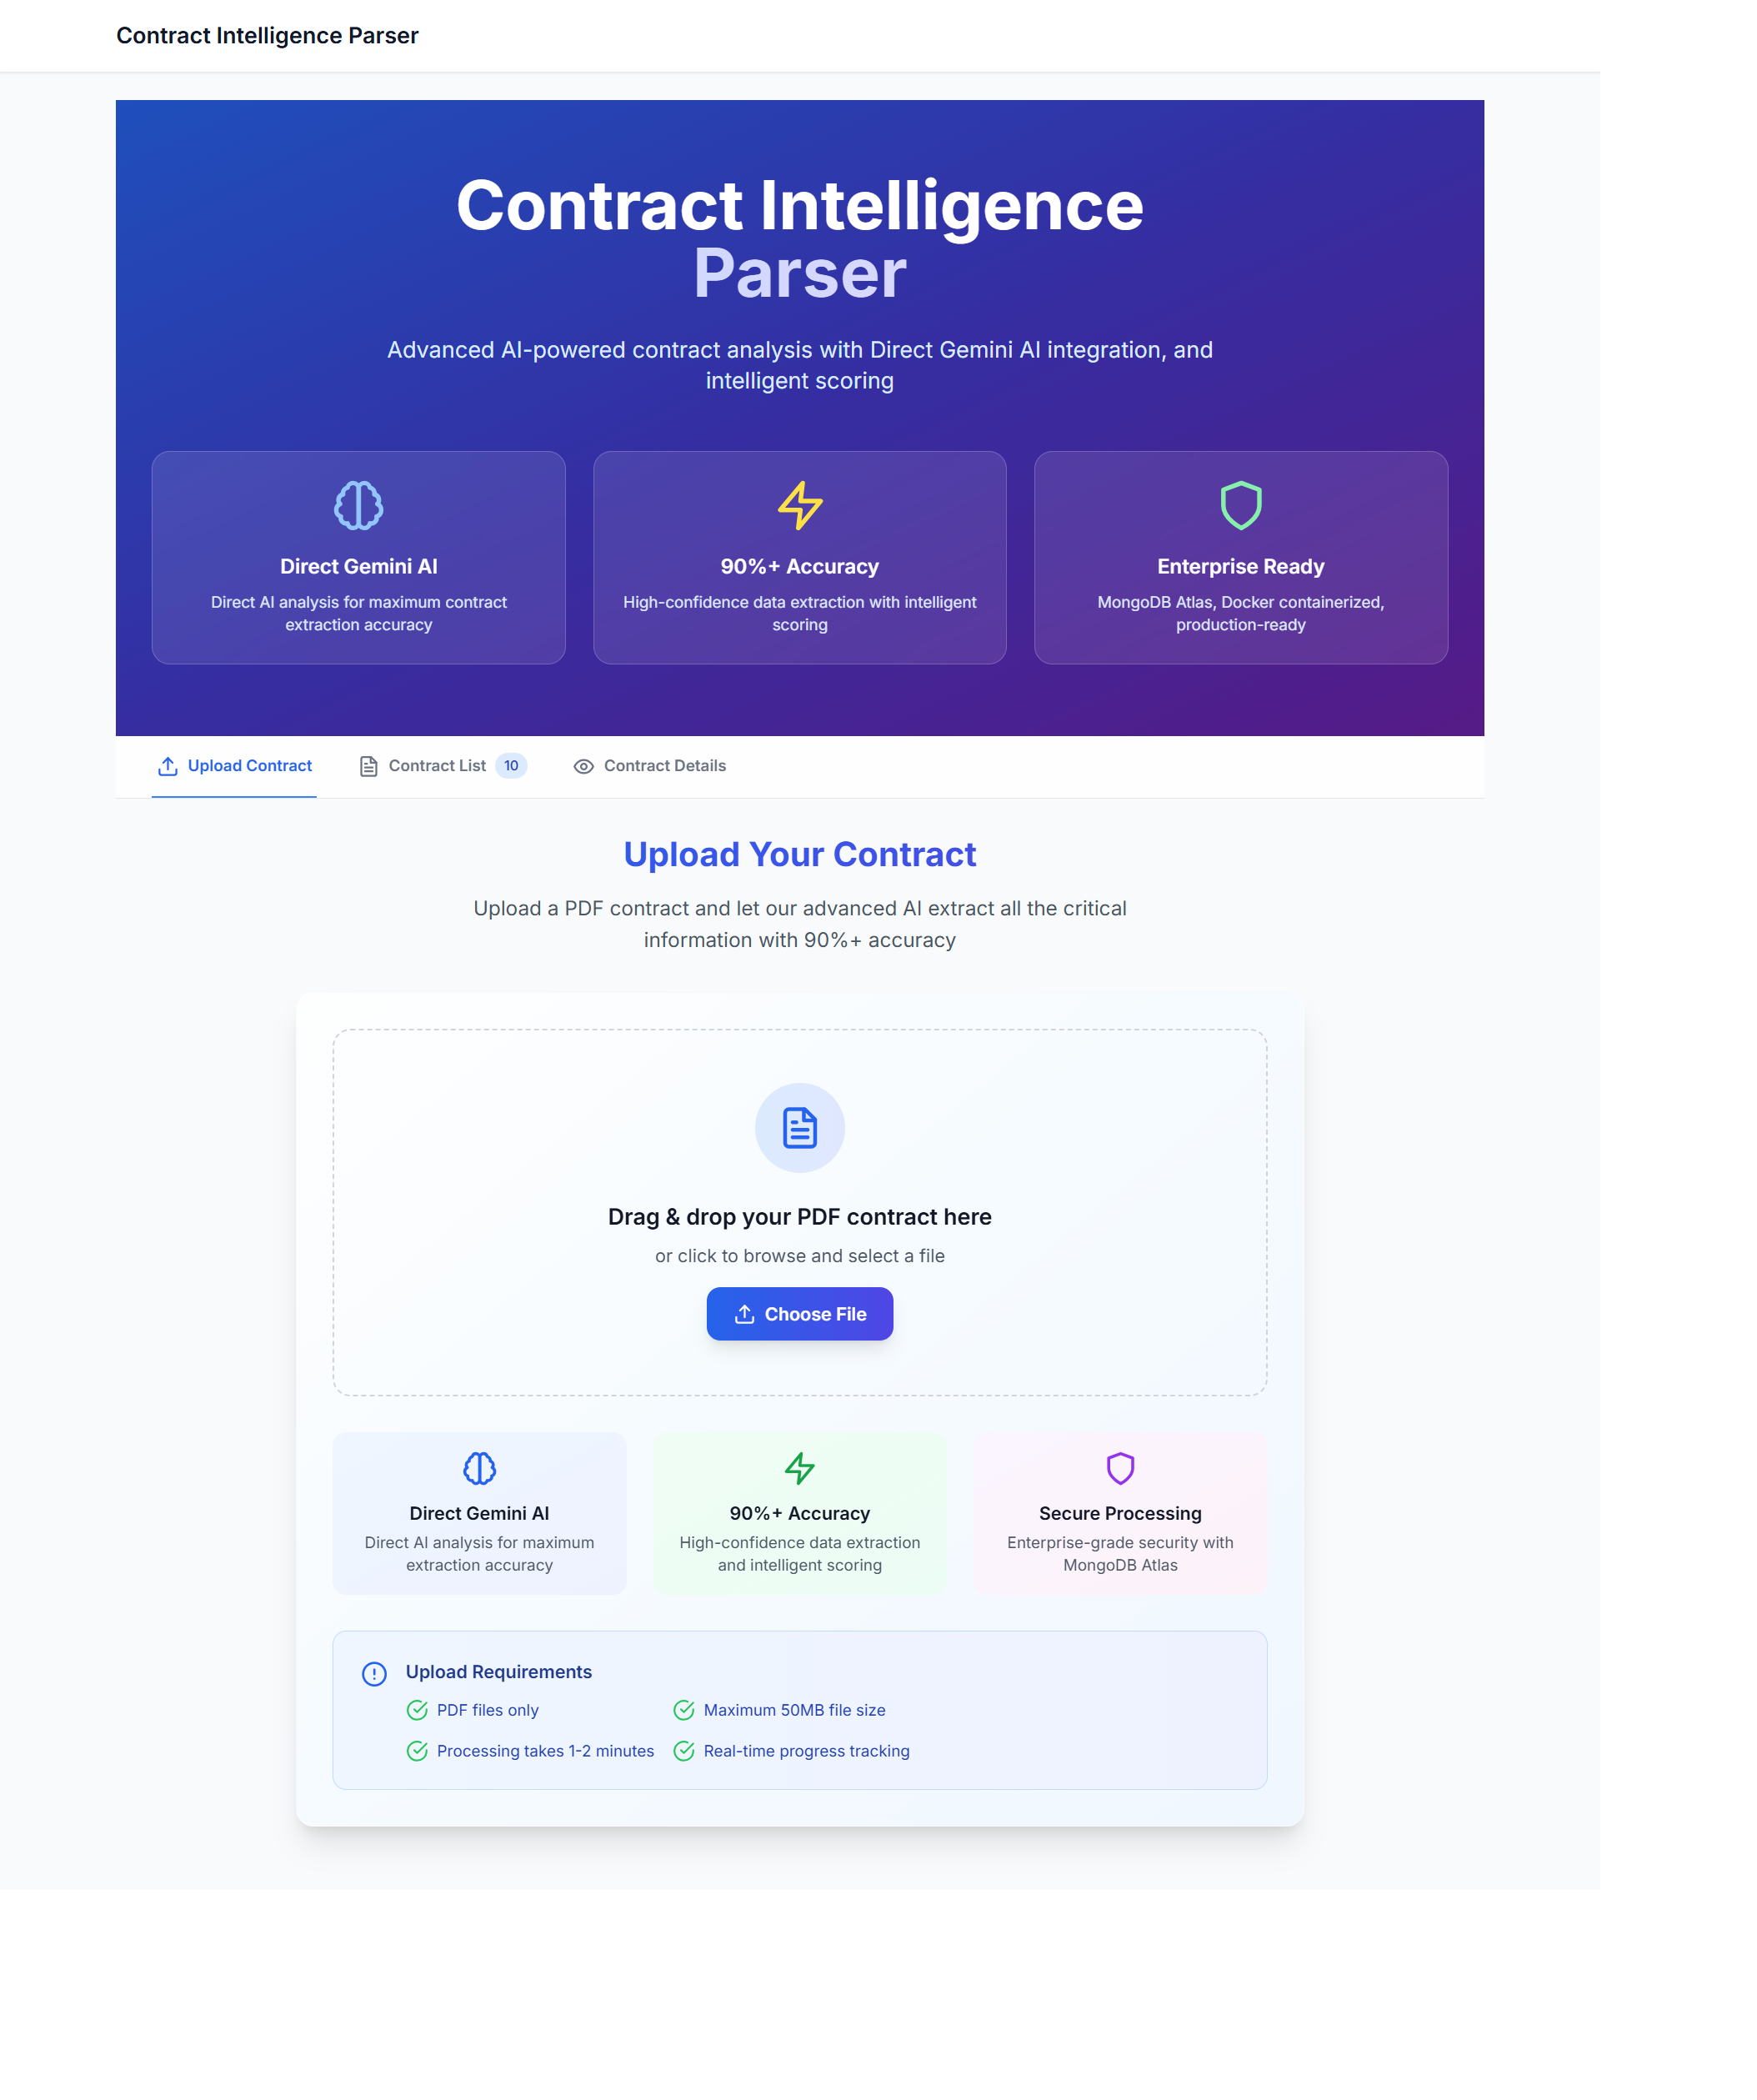 Contract Intelligence Parser
Contract Intelligence
Parser
Advanced AI-powered contract analysis with Direct Gemini AI integration, and
intelligent scoring
Direct Gemini AI
Direct AI analysis for maximum contract
extraction accuracy
90%+ Accuracy
High-confidence data extraction with intelligent
scoring
Enterprise Ready
MongoDB Atlas, Docker containerized,
production-ready
Upload Contract
Contract List 10
Contract Details
Upload Your Contract
Upload a PDF contract and let our advanced AI extract all the critical
information with 90%+ accuracy
Drag & drop your PDF contract here
or click to browse and select a file
Choose File
Direct Gemini AI
Direct AI analysis for maximum
extraction accuracy
90%+ Accuracy
High-confidence data extraction
and intelligent scoring
Secure Processing
Enterprise-grade security with
MongoDB Atlas
Upload Requirements
PDF files only
Maximum 50MB file size
Processing takes 1-2 minutes
Real-time progress tracking